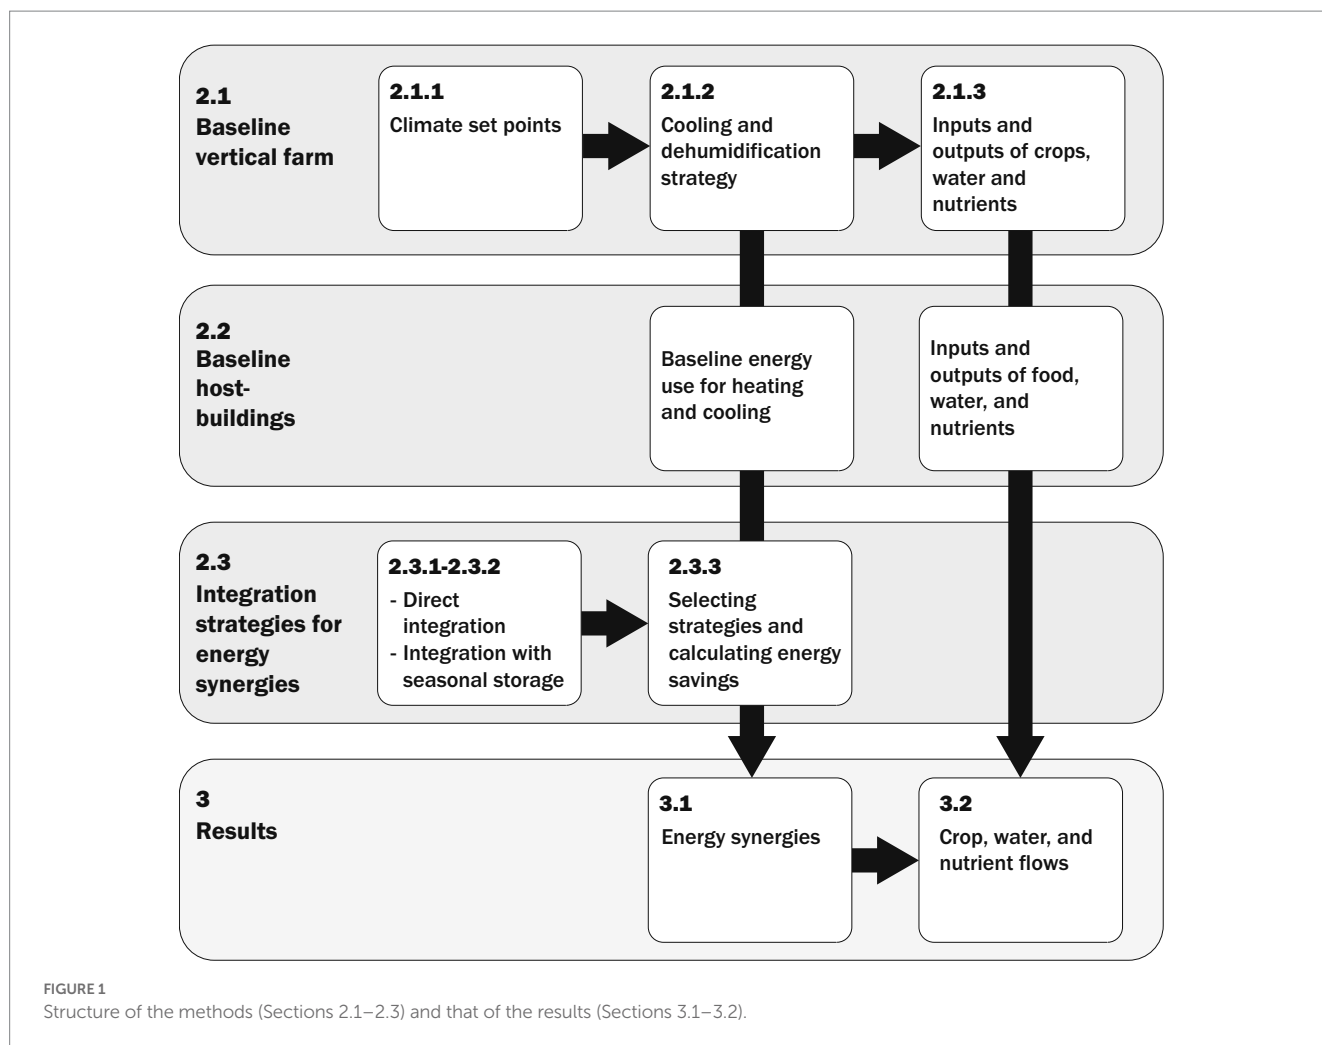 2.1
Baseline
vertical farm
2.1.1
Climate set points
2.1.2
Cooling and
dehumidification
strategy
2.1.3
Inputs and
outputs of crops,
water and
nutrients
2.2
Baseline
host-
buildings
Baseline energy
use for heating
and cooling
Inputs and
outputs of food,
water, and
nutrients
2.3
Integration
strategies for
energy
synergies
2.3.1-2.3.2
- Direct
integration
- Integration with
seasonal storage
2.3.3
Selecting
strategies and
calculating energy
savings
3
Results
3.1
Energy synergies
3.2
Crop, water, and
nutrient flows
FIGURE 1
Structure of the methods (Sections 2.1–2.3) and that of the results (Sections 3.1–3.2).